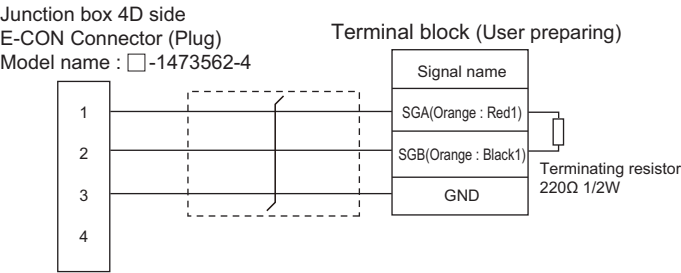 Junction box 4D side
E-CON Connector (Plug)
Model name : □-1473562-4
Terminal block (User preparing)
Signal name
1
SGA(Orange : Red1)
2
SGB(Orange : Black1)
3
GND
4
Terminating resistor
220Ω 1/2W